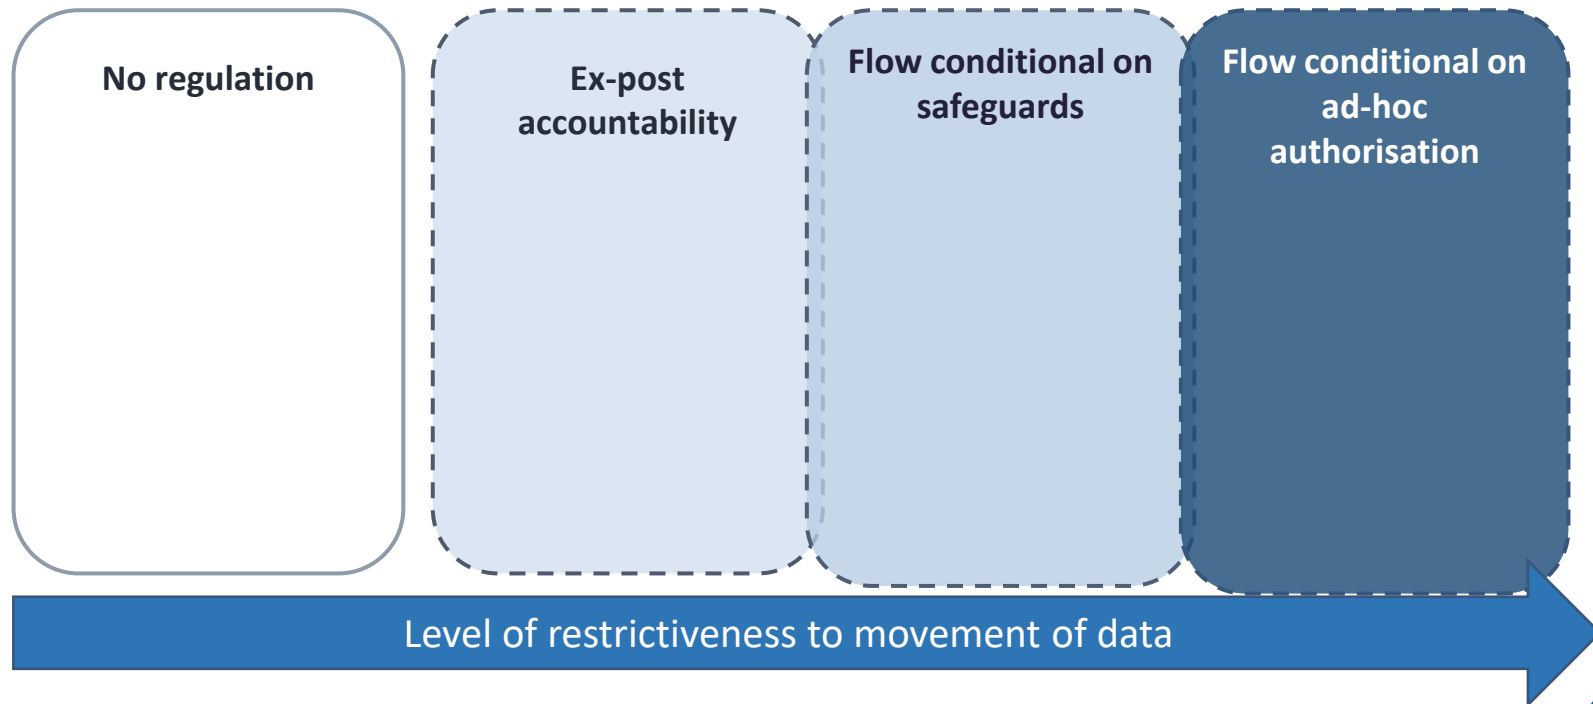 No regulation
Ex-post
accountability
Flow conditional on
safeguards
Flow conditional on
ad-hoc
authorisation
Level of restrictiveness to movement of data